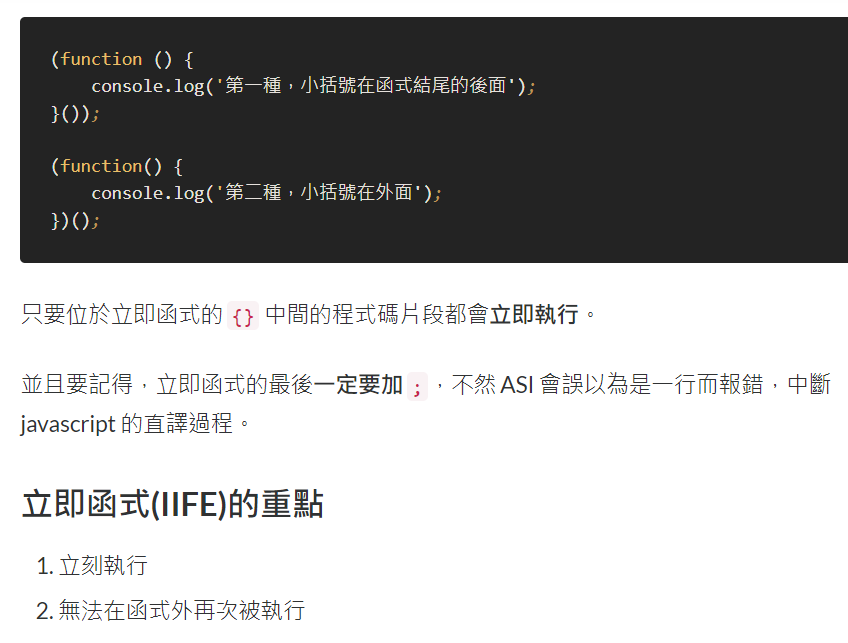 (function () {
console.log('第一種，小括號在函式結尾的後面');
}());
(function() {
console.log('第二種，小括號在外面');
})();
只要位於立即函式的 {} 中間的程式碼片段都會立即執行。
並且要記得，立即函式的最後一定要加 ; ，不然 ASI 會誤以為是一行而報錯，中斷
javascript 的直譯過程。
立即函式(IIFE)的重點
1. 立刻執行
2. 無法在函式外再次被執行